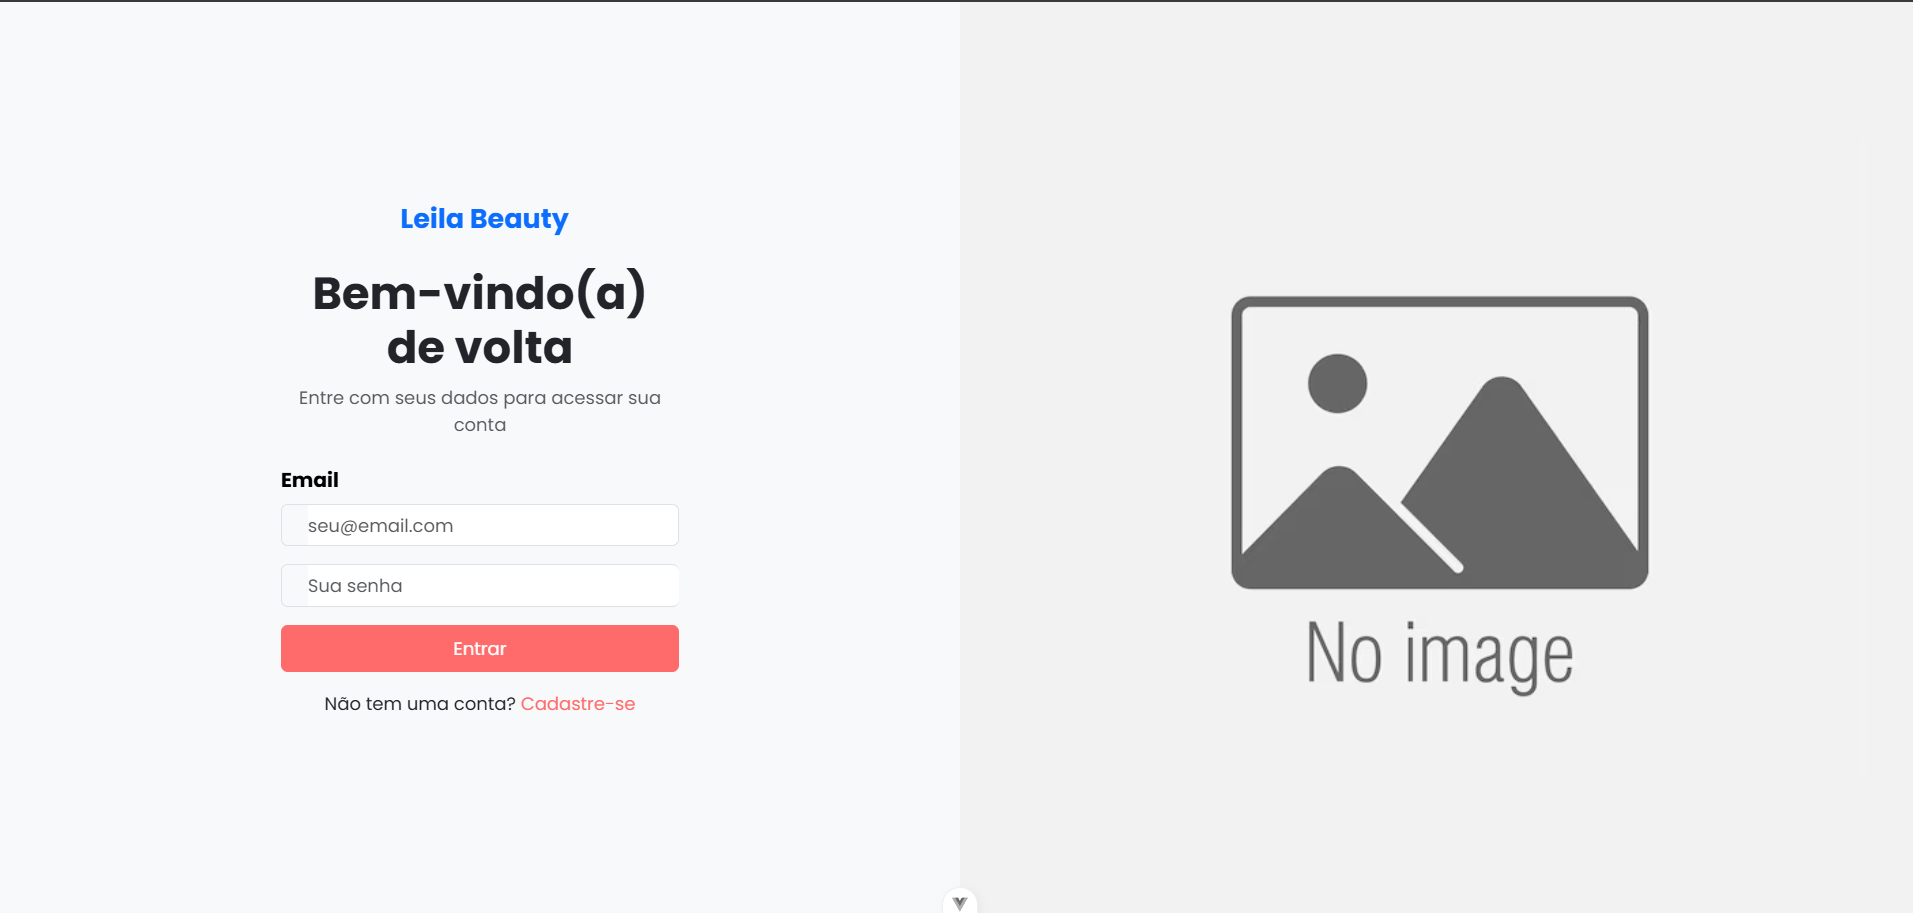 Leila Beauty
Bem-vindo(a)
de volta
Entre com seus dados para acessar sua
conta
Email
seu@email.com
Sua senha
Entrar
Não tem uma conta? Cadastre-se
No image